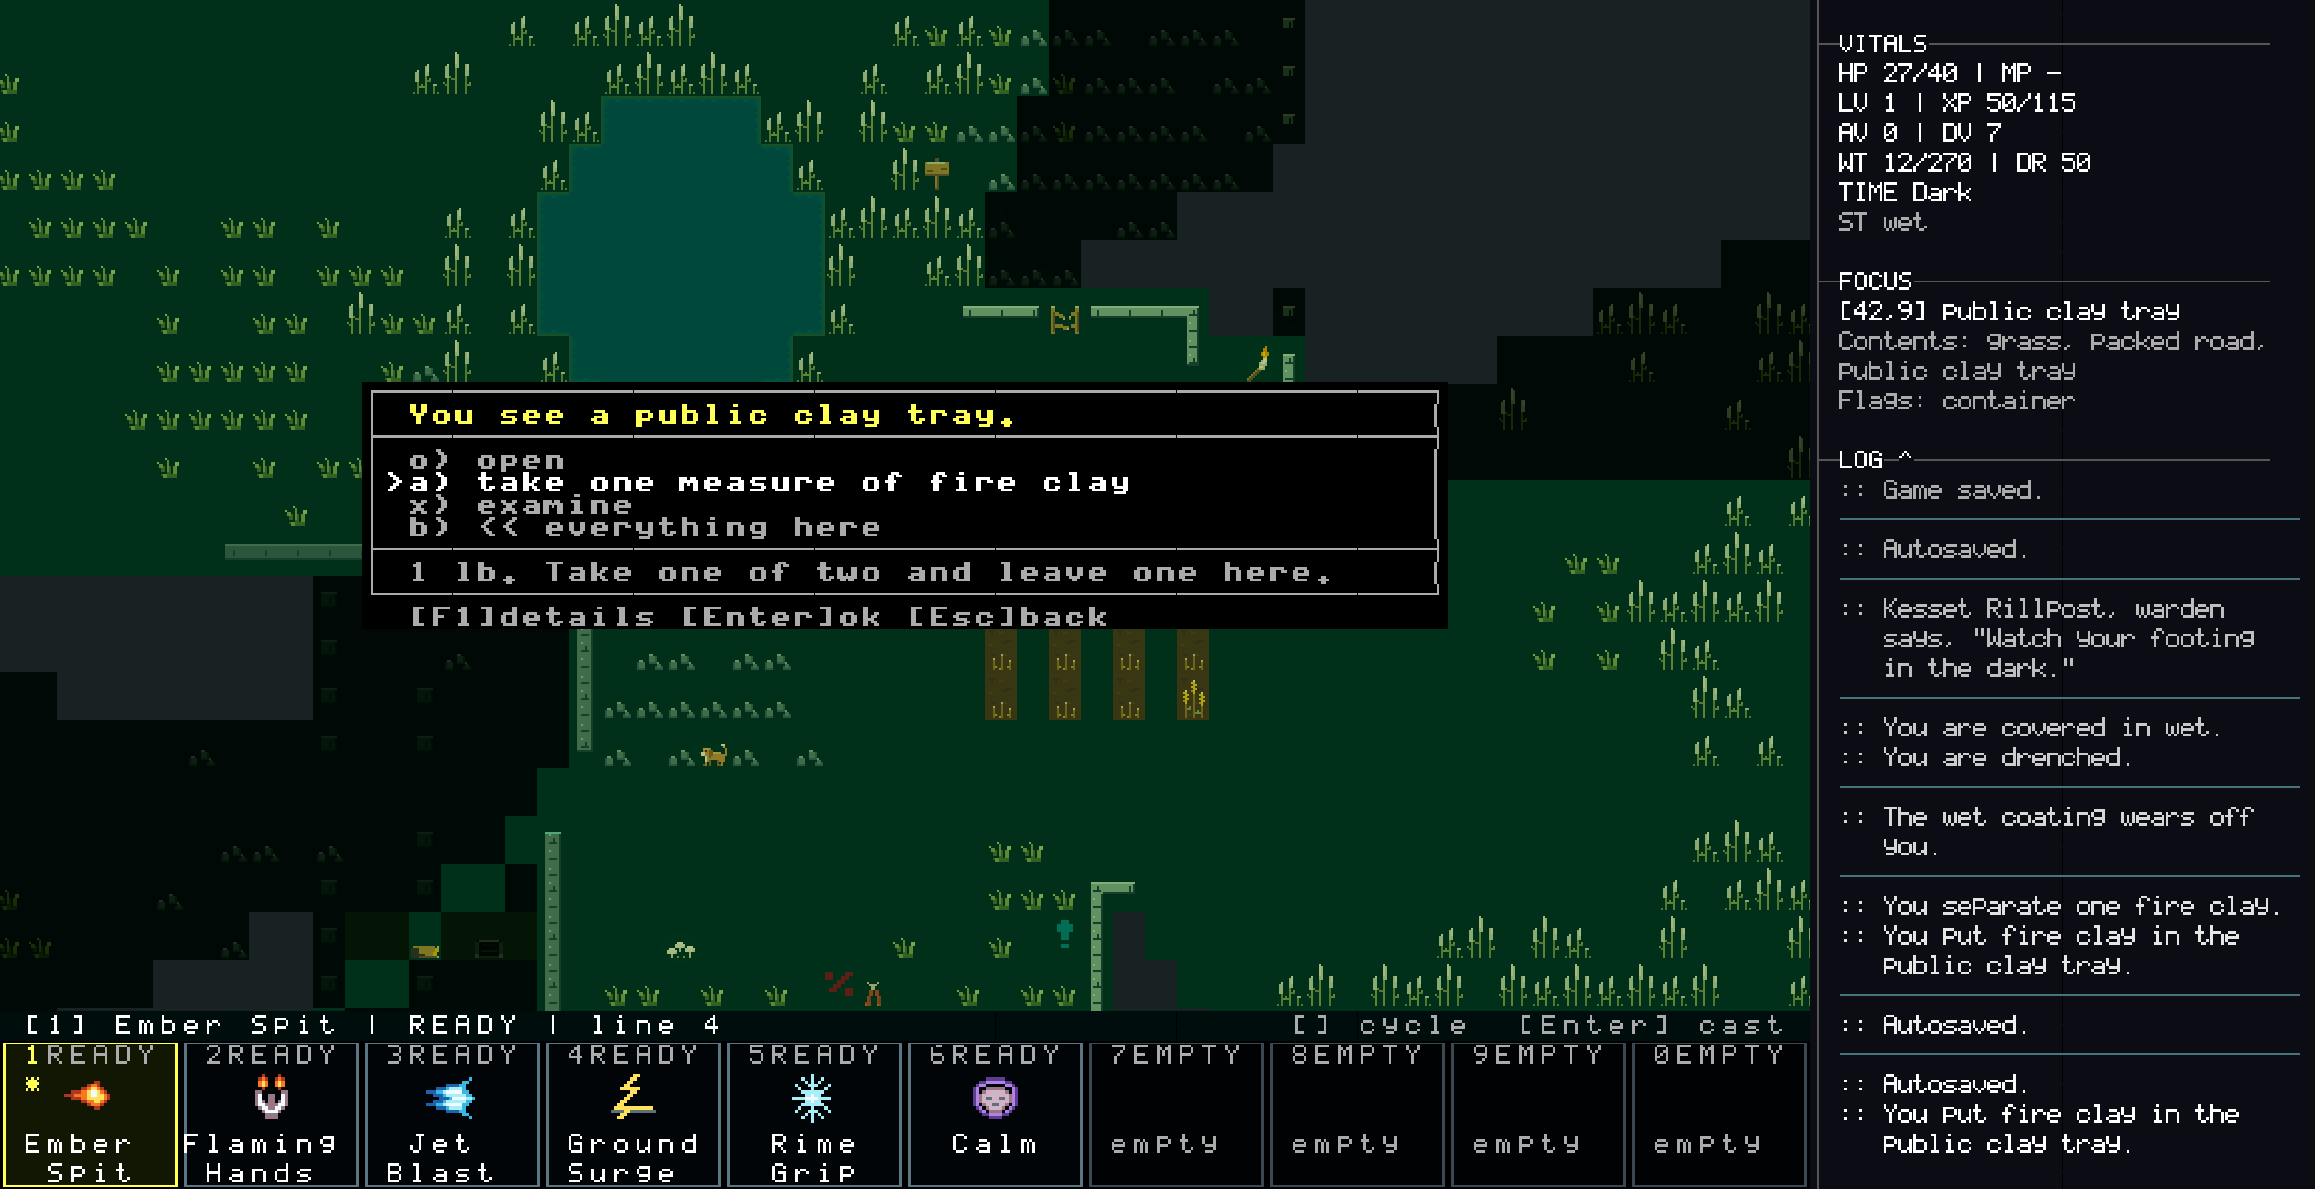 You see a public clay tray.
o) open
>a) take one measure of fire clay
x) examine
b) << everything here
1 lb. Take one of two and leave one here.
[F1]details [Enter]ok [Esc]back
[1] Ember Spit | READY | line 4
[] cycle [Enter] cast
1READY
Ember
Spit
2READY
Flaming
Hands
3READY
Jet
Blast
4READY
Ground
Surge
5READY
Rime
Grip
6READY
Calm
7EMPTY
empty
8EMPTY
empty
9EMPTY
empty
0EMPTY
empty
VITALS
HP 27/40 | MP -
LV 1 | XP 50/115
AV 0 | DV 7
WT 12/270 | DR 50
TIME Dark
ST wet
FOCUS
[42,9] Public clay tray
Contents: grass, Packed road,
Public clay tray
Flags: container
LOG ^
:: Game saved.
:: Autosaved.
:: Kesset RillPost, warden
says, "Watch your footing
in the dark."
:: You are covered in wet.
:: You are drenched.
:: The wet coating wears off
you.
:: You separate one fire clay.
:: You put fire clay in the
Public clay tray.
:: Autosaved.
:: Autosaved.
:: You put fire clay in the
Public clay tray.